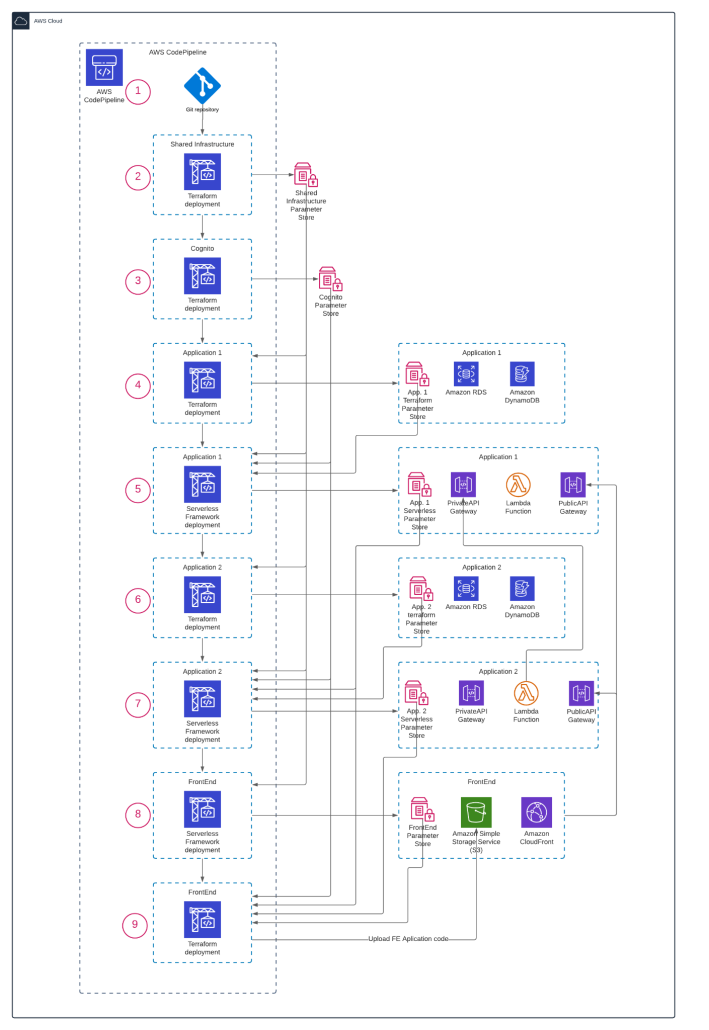 AWS Cloud
AWS CodePipeline
AWS
CodePipeline
1
Git repository
Shared Infrastructure
2
Terraform
deployment
Shared
Infrastructure
Parameter
Store
Cognito
3
Terraform
deployment
Cognito
Parameter
Store
Application 1
4
Terraform
deployment
Application 1
App. 1
Terraform
Parameter
Store
Amazon RDS
Amazon
DynamoDB
Application 1
5
Serverless
Framework
deployment
Application 1
App. 1
Serverless
Parameter
Store
PrivateAPI
Gateway
Lambda
Function
PublicAPI
Gateway
Application 2
6
Terraform
deployment
Application 2
App. 2
terraform
Parameter
Store
Amazon RDS
Amazon
DynamoDB
Application 2
7
Serverless
Framework
deployment
Application 2
App. 2
Serverless
Parameter
Store
PrivateAPI
Gateway
Lambda
Function
PublicAPI
Gateway
FrontEnd
8
Serverless
Framework
deployment
FrontEnd
FrontEnd
Parameter
Store
Amazon Simple
Storage Service
(S3)
Amazon
CloudFront
FrontEnd
9
Terraform
deployment
Upload FE Aplication code